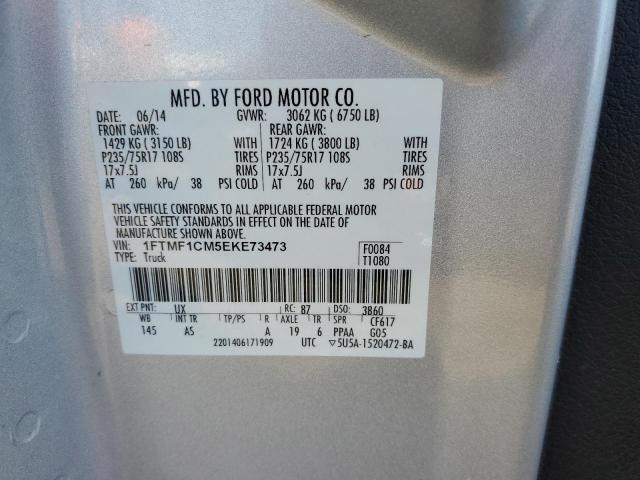 MFD. BY FORD MOTOR CO.
DATE: 06/14 GVWR: 3062 KG ( 6750 LB)
FRONT GAWR: REAR GAWR:
1429 KG ( 3150 LB) WITH 1724 KG ( 3800 LB) WITH
P235/75R17 108S TIRES P235/75R17 108S TIRES
17x7.5J RIMS 17x7.5J RIMS
AT 260 kPa/ 38 PSI COLD AT 260 kPa/ 38 PSI COLD
THIS VEHICLE CONFORMS TO ALL APPLICABLE FEDERAL MOTOR
VEHICLE SAFETY STANDARDS IN EFFECT ON THE DATE OF
MANUFACTURE SHOWN ABOVE.
VIN: 1FTMF1CM5EKE73473 F0084
TYPE: Truck T1080
EXT PNT: UX RC: 87 DSO: 3860
WB INT TR TP/PS R AXLE TR SPR CF617
145 AS A 19 6 PPAA G05
2201406171909 UTC ▽5U5A-1520472-BA